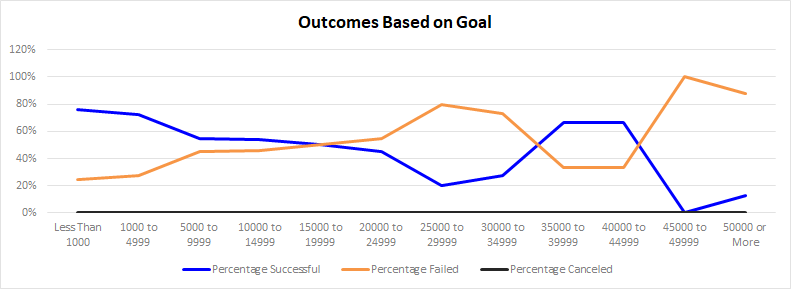 Outcomes Based on Goal
120%
100%
80%
60%
40%
20%
0%
Less Than 1000 to 5000 to 10000 to 15000 to 20000 to 25000 to 30000 to 35000 to 40000 to 45000 to 50000 or
1000 4999 9999 14999 19999 24999 29999 34999 39999 44999 49999 More
Percentage Successful Percentage Failed Percentage Canceled